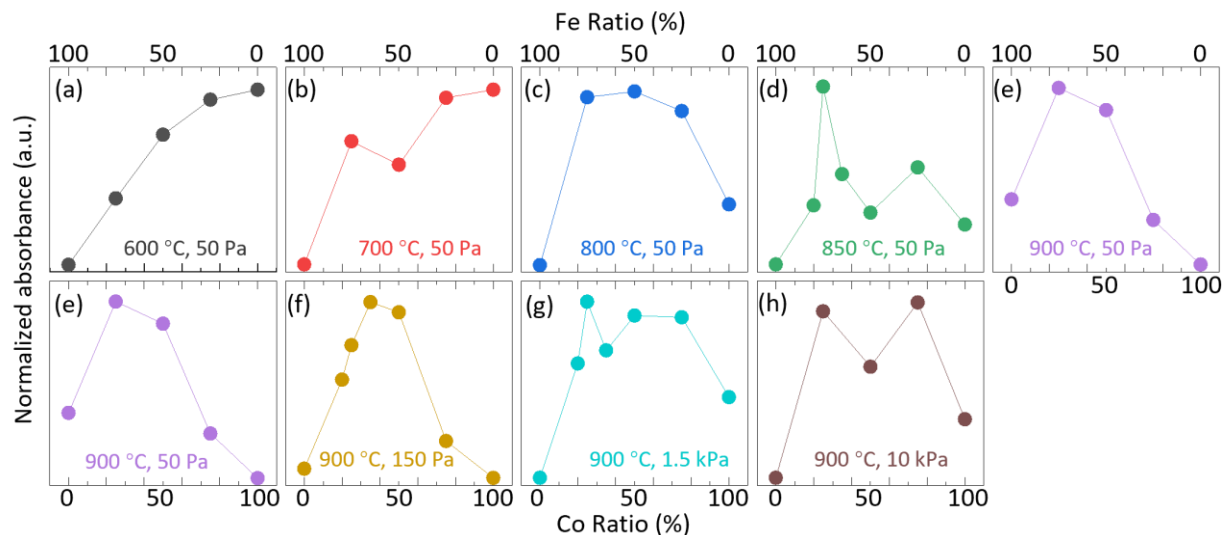 Fe Ratio (%)
100 50 0 100 50 0 100 50 0 100 50 0 100 50 0
(a) (b) (c) (d) (e)
600 °C, 50 Pa 700 °C, 50 Pa 800 °C, 50 Pa 850 °C, 50 Pa 900 °C, 50 Pa
0 50 100
Normalized absorbance (a.u.)
(e) (f) (g) (h)
900 °C, 50 Pa 900 °C, 150 Pa 900 °C, 1.5 kPa 900 °C, 10 kPa
0 50 100 0 50 100 0 50 100 0 50 100
Co Ratio (%)